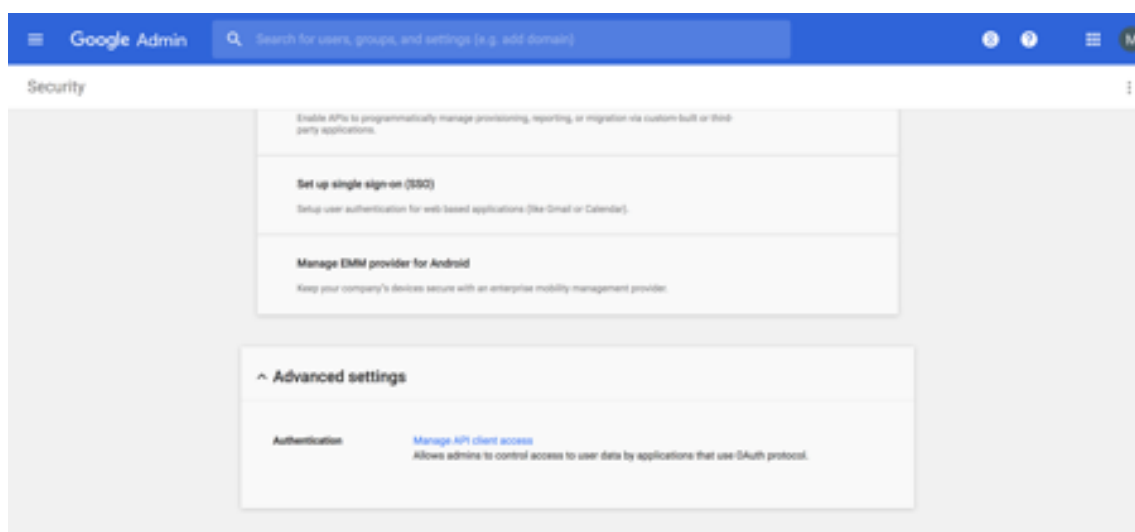 Google Admin
Search for users, groups, and settings (e.g. add domain)
M
Security
Enable APIs to programmatically manage provisioning, reporting, or migration via custom-built or third-
party applications.
Set up single sign-on (SSO)
Setup user authentication for web based applications (like Gmail or Calendar).
Manage EMM provider for Android
Keep your company's devices secure with an enterprise mobility management provider.
Advanced settings
Authentication
Manage API client access
Allows admins to control access to user data by applications that use OAuth protocol.